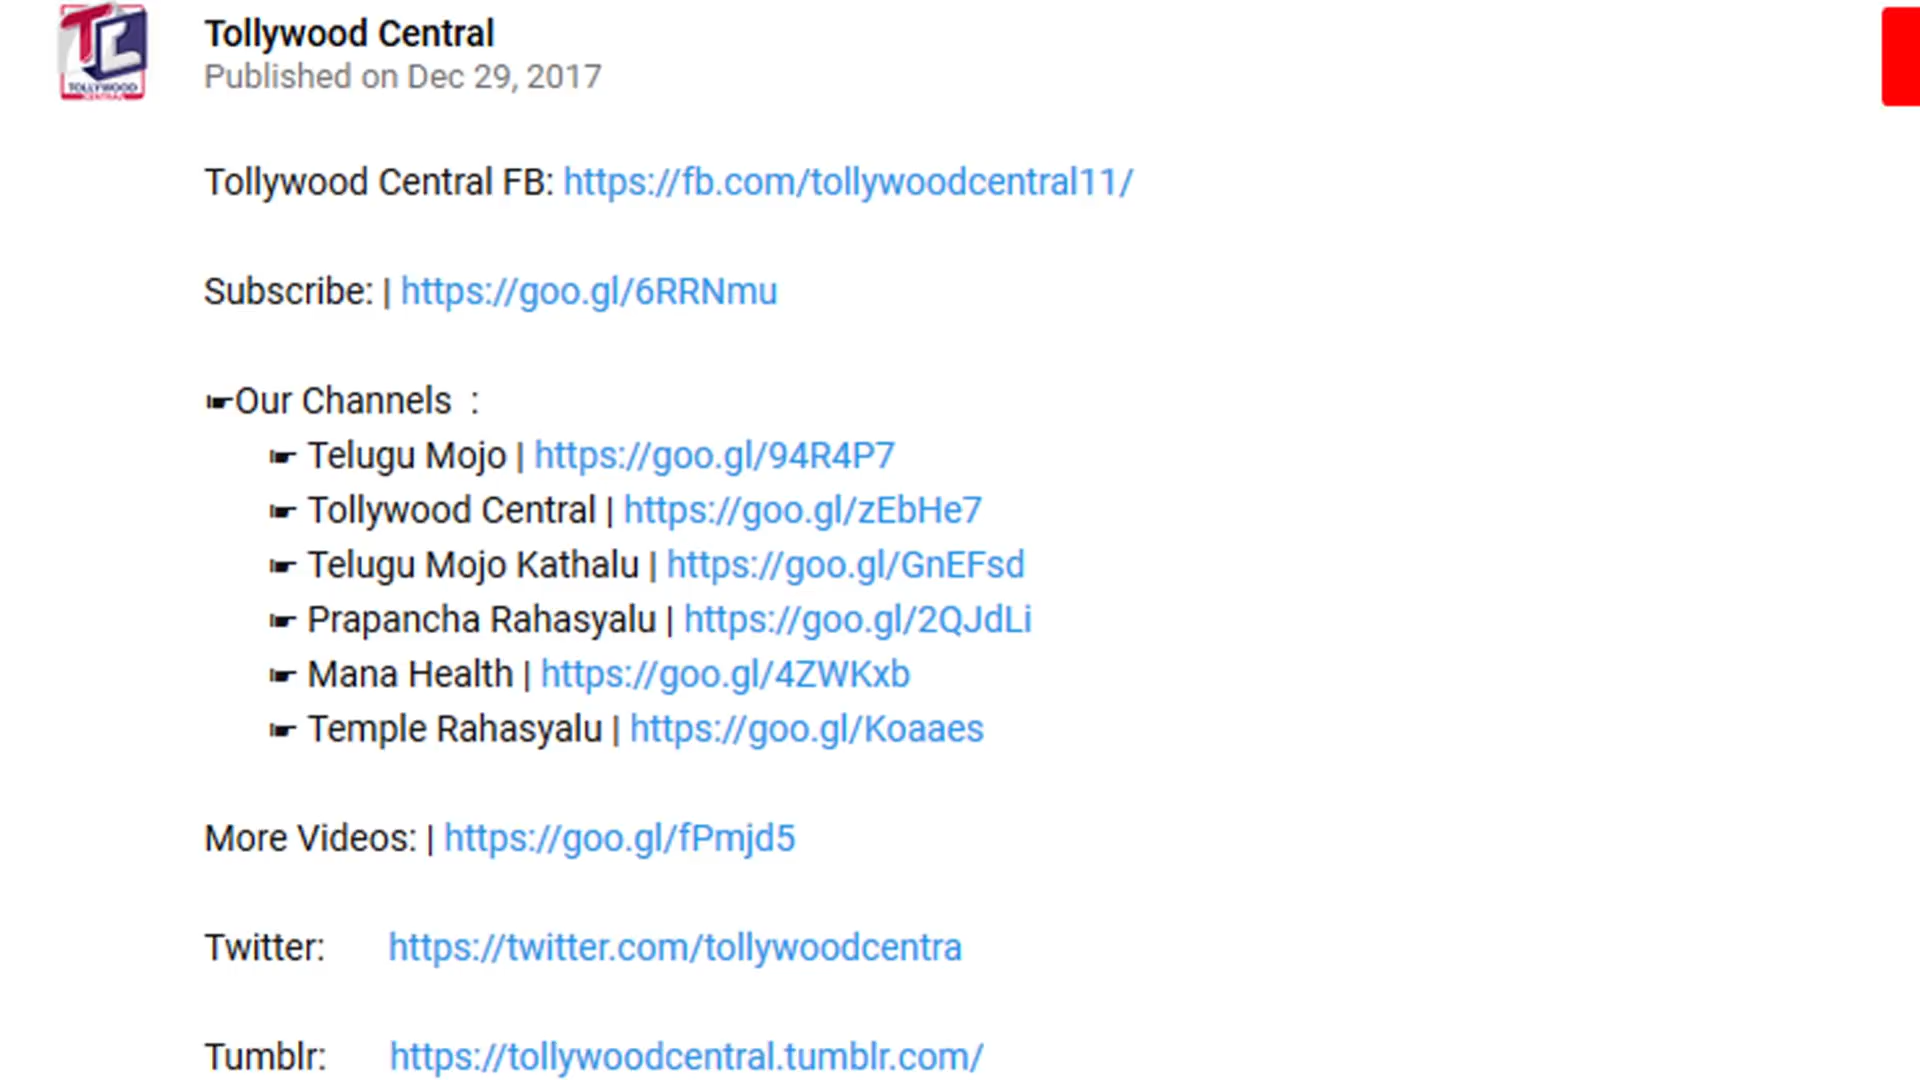 TOLLYWOOD
Tollywood Central
Published on Dec 29, 2017
Tollywood Central FB: https://fb.com/tollywoodcentral11/
Subscribe: | https://goo.gl/6RRNmu
☛Our Channels  :
☛ Telugu Mojo | https://goo.gl/94R4P7
☛ Tollywood Central | https://goo.gl/zEbHe7
☛ Telugu Mojo Kathalu | https://goo.gl/GnEFsd
☛ Prapancha Rahasyalu | https://goo.gl/2QJdLi
☛ Mana Health | https://goo.gl/4ZWKxb
☛ Temple Rahasyalu | https://goo.gl/Koaaes
More Videos: | https://goo.gl/fPmjd5
Twitter: https://twitter.com/tollywoodcentra
Tumblr: https://tollywoodcentral.tumblr.com/